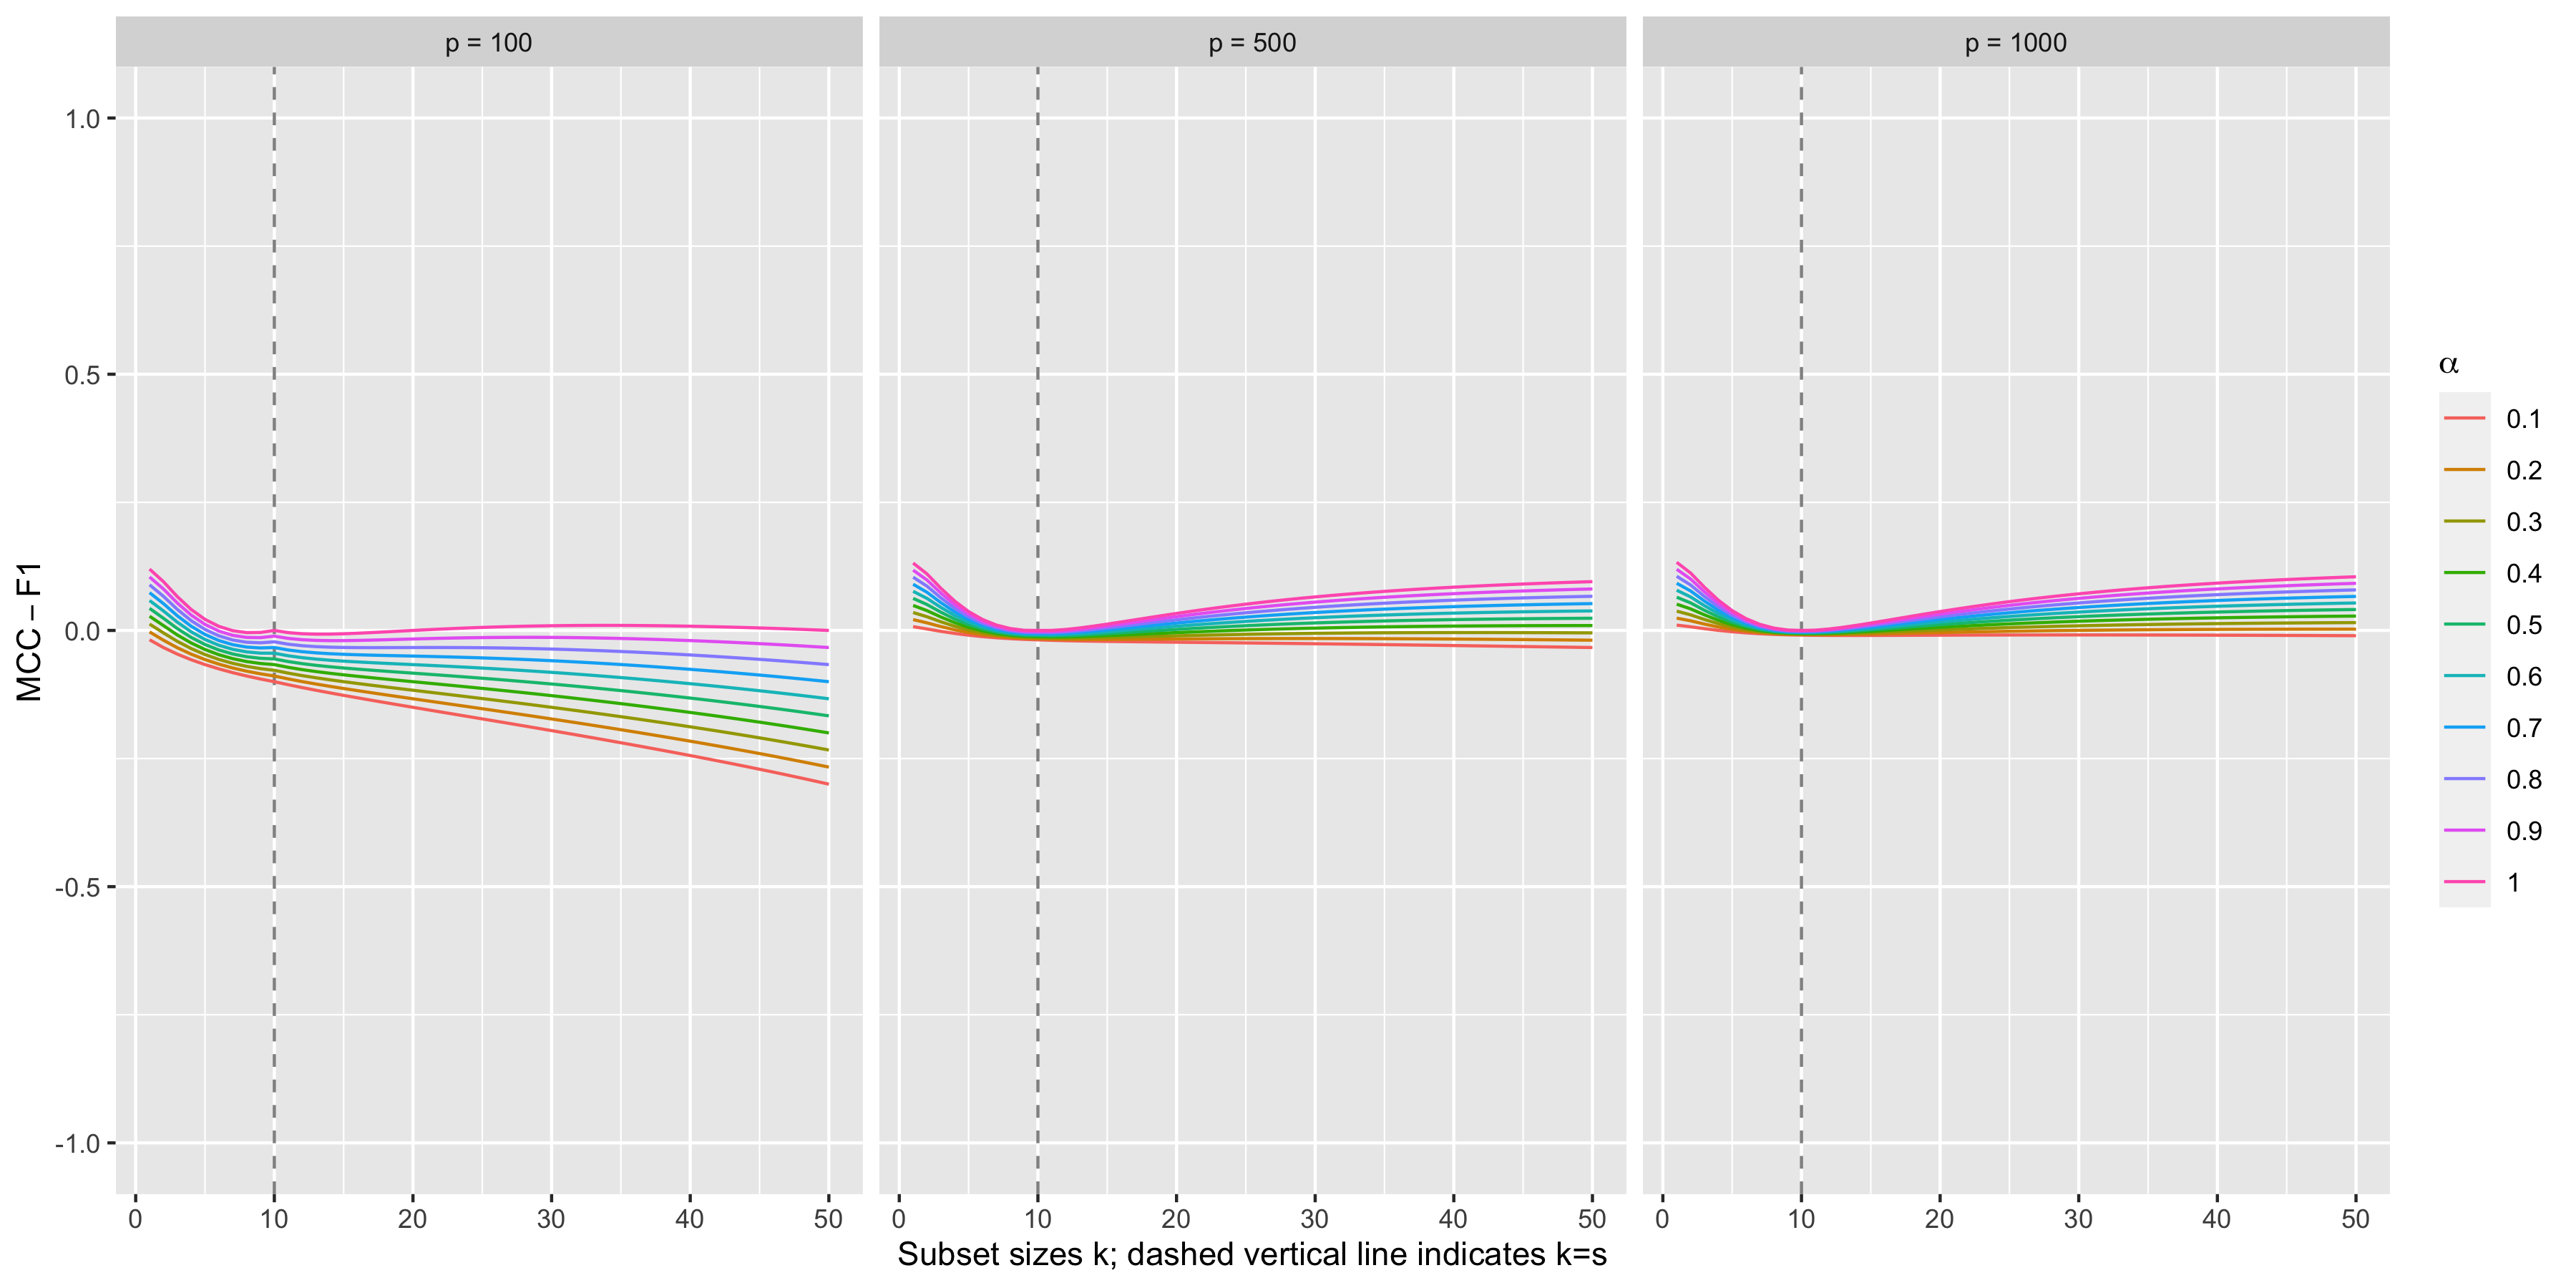 p = 100
p = 500
p = 1000
MCC − F1
1.0
0.5
0.0
-0.5
-1.0
0 10 20 30 40 50
0 10 20 30 40 50
0 10 20 30 40 50
Subset sizes k; dashed vertical line indicates k=s
α
0.1
0.2
0.3
0.4
0.5
0.6
0.7
0.8
0.9
1